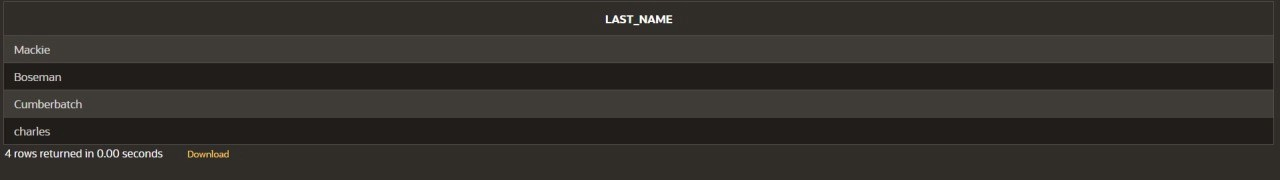 LAST_NAME
Mackie
Boseman
Cumberbatch
charles
4 rows returned in 0.00 seconds Download